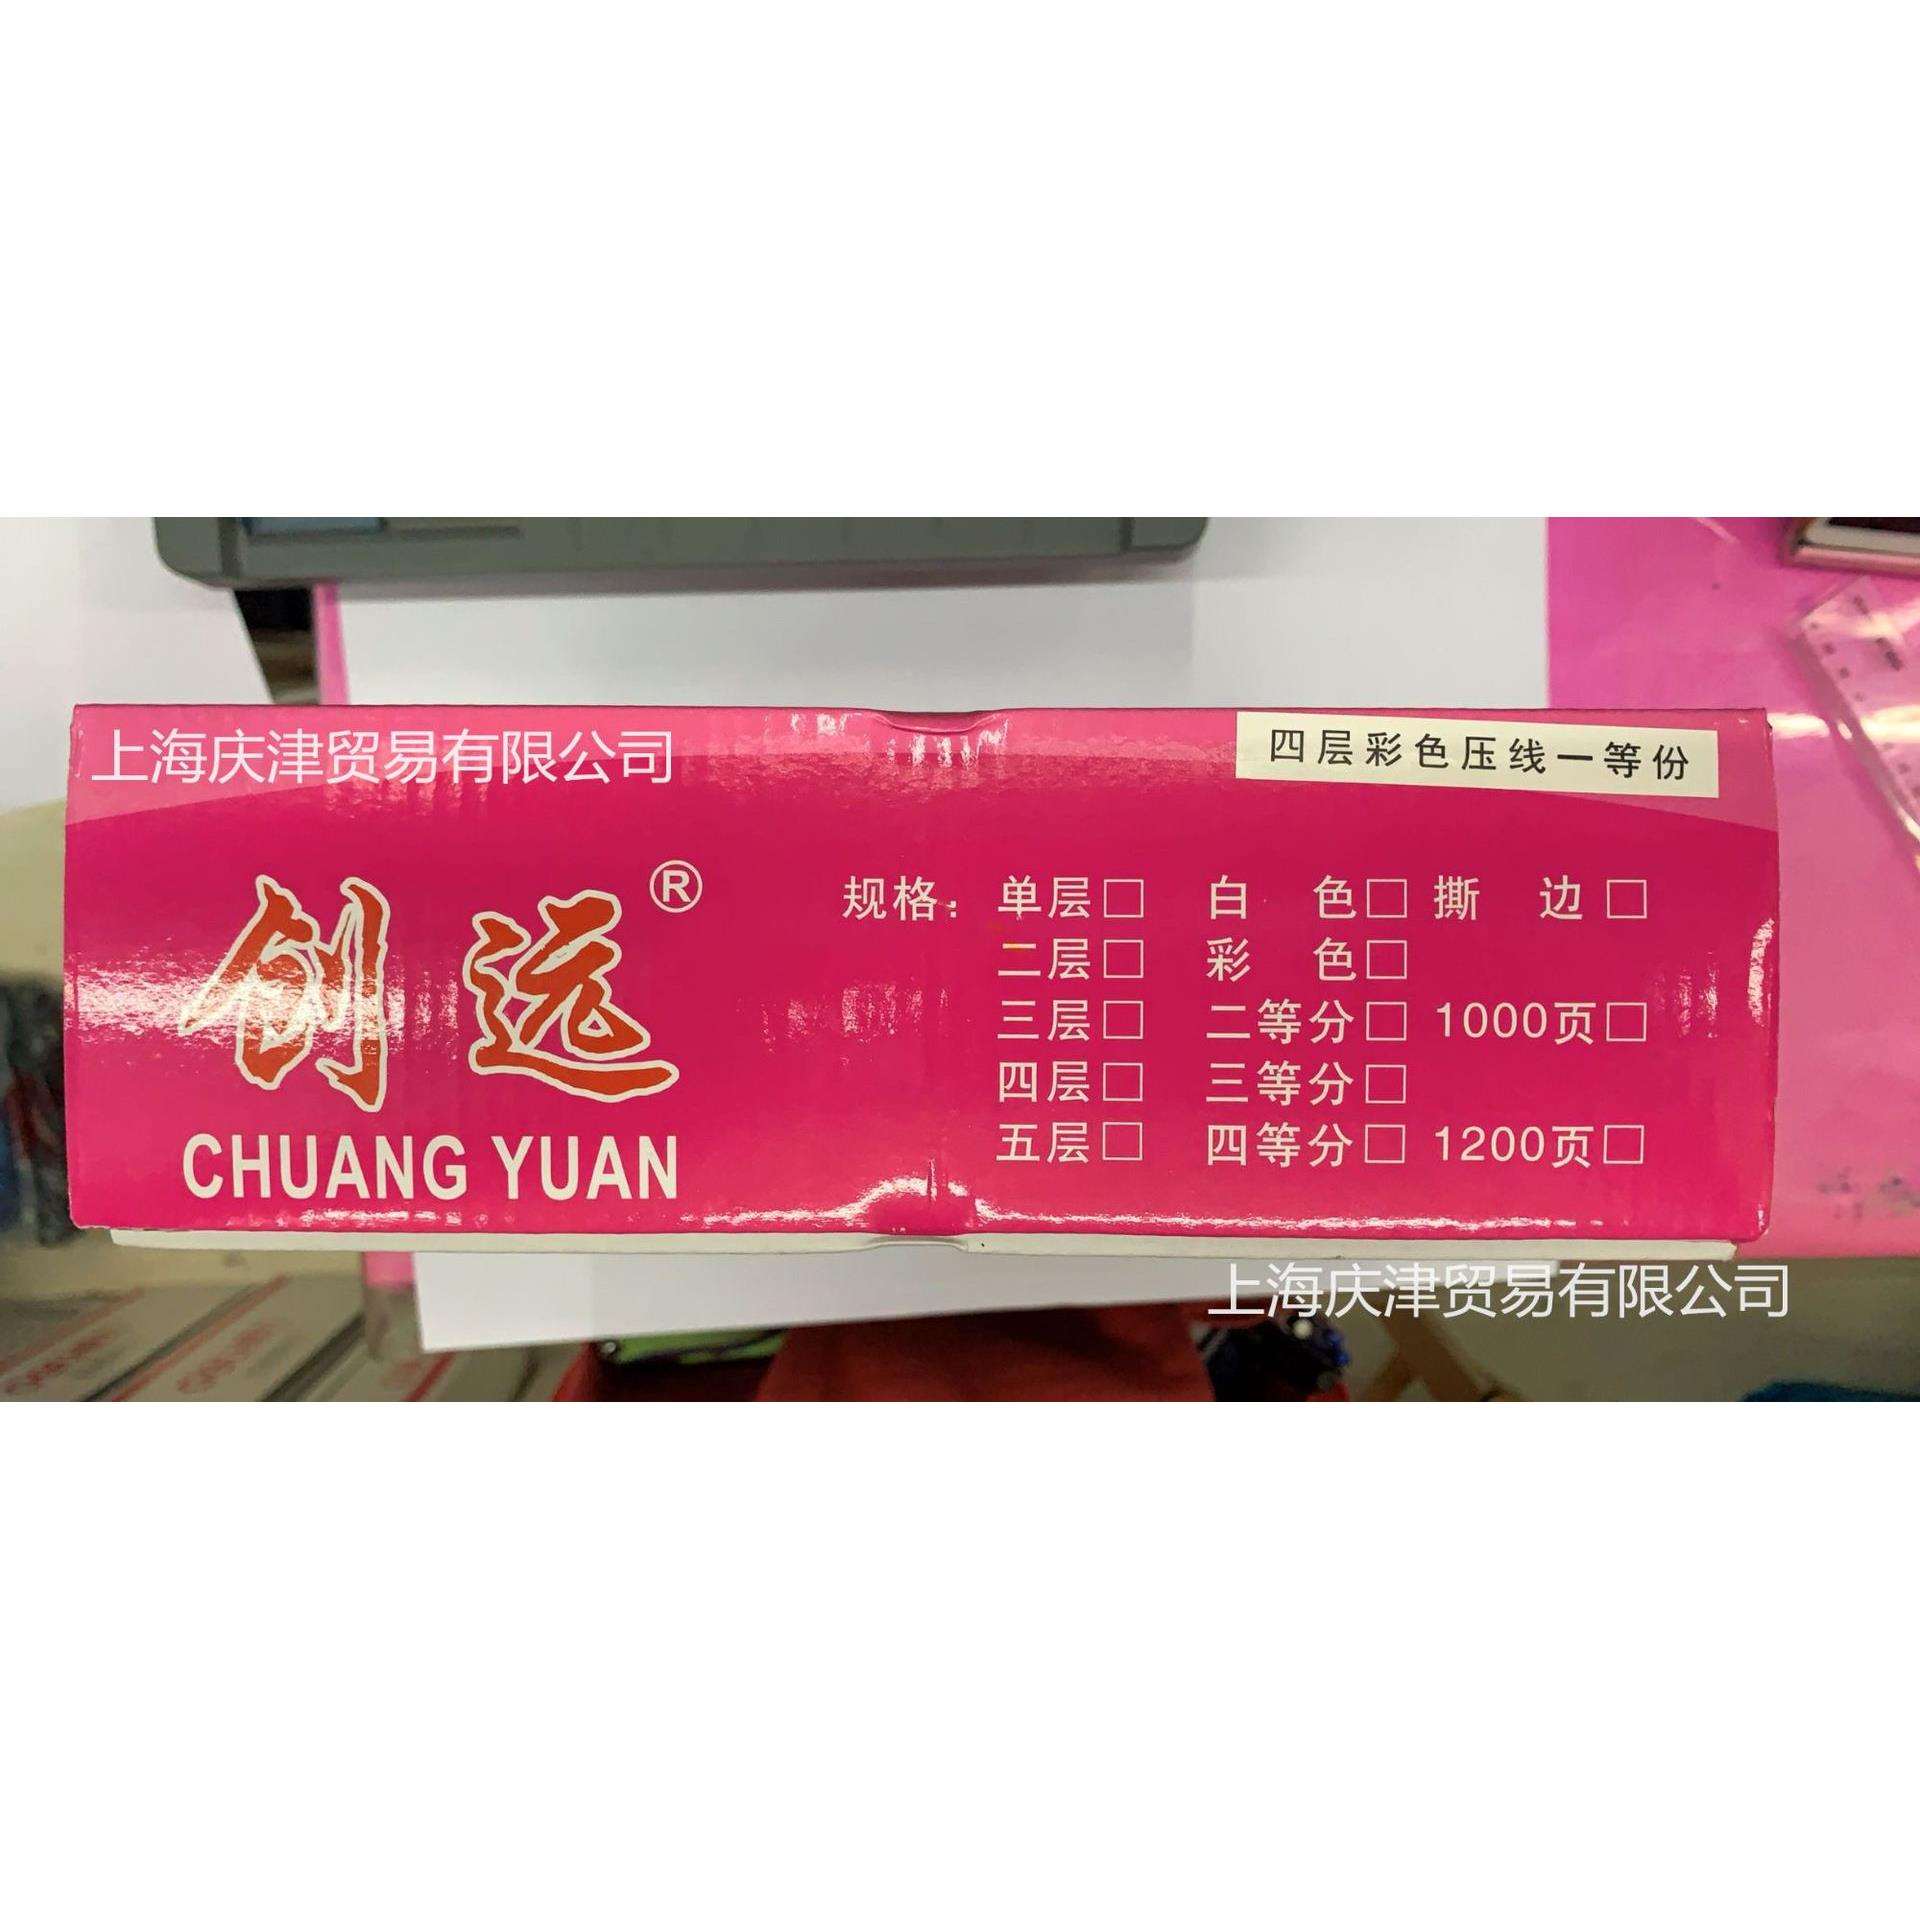 上海庆津贸易有限公司
四层彩色压线一等份
创远®
CHUANG YUAN
规格：单层□ 白 色□ 撕 边□
二层□ 彩 色□
三层□ 二等分□ 1000页□
四层□ 三等分□
五层□ 四等分□ 1200页□
上海庆津贸易有限公司